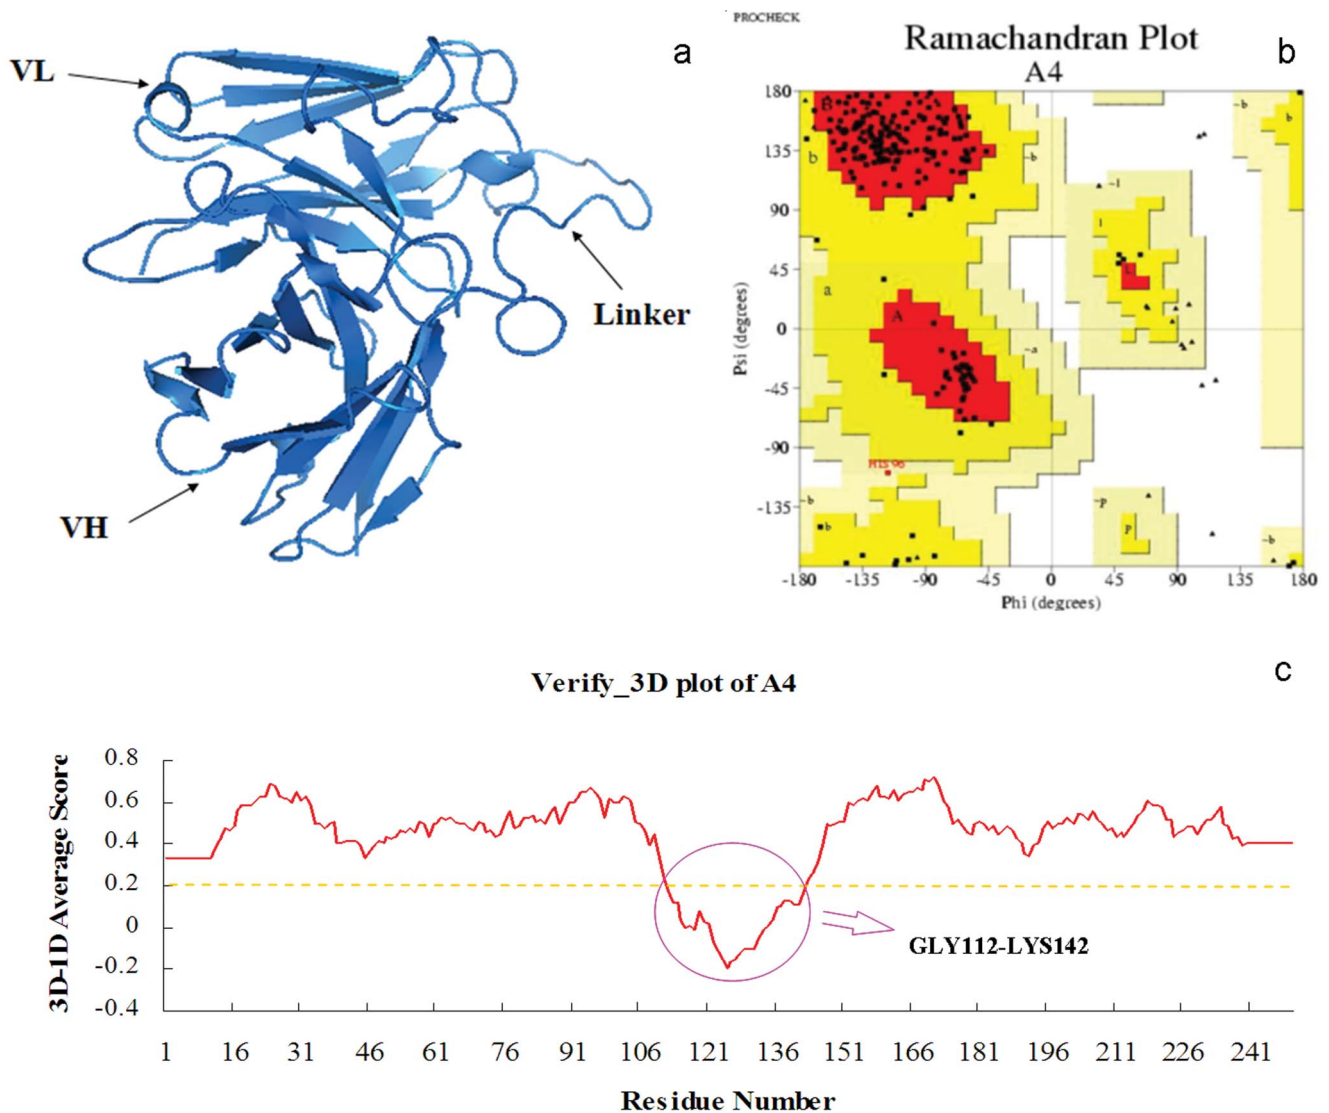 a
VL
Linker
VH
PROCHECK
Ramachandran Plot
A4
b
180
135
90
45
0
-45
-90
-135
Psi (degrees)
B
b
~b
~b
b
~l
l
L
a
A
~a
HIS 96
~b
b
~p
p
~b
-180 -135 -90 -45 0 45 90 135 180
Phi (degrees)
c
Verify_3D plot of A4
3D-1D Average Score
0.8
0.6
0.4
0.2
0
-0.2
-0.4
GLY112-LYS142
1 16 31 46 61 76 91 106 121 136 151 166 181 196 211 226 241
Residue Number